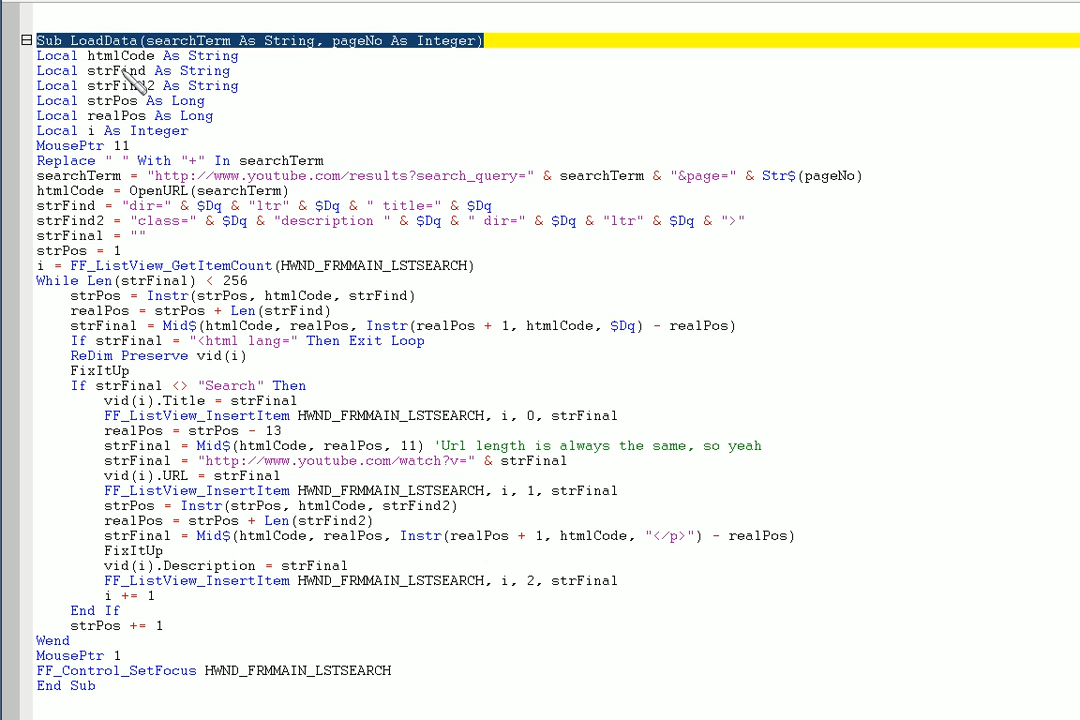 Sub LoadData(searchTerm As String, pageNo As Integer)
Local htmlCode As String
Local strFind As String
Local strFind2 As String
Local strPos As Long
Local realPos As Long
Local i As Integer
MousePtr 11
Replace " " With "+" In searchTerm
searchTerm = "http://www.youtube.com/results?search_query=" & searchTerm & "&page=" & Str$(pageNo)
htmlCode = OpenURL(searchTerm)
strFind = "dir=" & $Dq & "ltr" & $Dq & " title=" & $Dq
strFind2 = "class=" & $Dq & "description " & $Dq & " dir=" & $Dq & "ltr" & $Dq & ">"
strFinal = ""
strPos = 1
i = FF_ListView_GetItemCount(HWND_FRMMAIN_LSTSEARCH)
While Len(strFinal) < 256
    strPos = Instr(strPos, htmlCode, strFind)
    realPos = strPos + Len(strFind)
    strFinal = Mid$(htmlCode, realPos, Instr(realPos + 1, htmlCode, $Dq) - realPos)
    If strFinal = "<html lang=" Then Exit Loop
    ReDim Preserve vid(i)
    FixItUp
    If strFinal <> "Search" Then
        vid(i).Title = strFinal
        FF_ListView_InsertItem HWND_FRMMAIN_LSTSEARCH, i, 0, strFinal
        realPos = strPos - 13
        strFinal = Mid$(htmlCode, realPos, 11) 'Url length is always the same, so yeah
        strFinal = "http://www.youtube.com/watch?v=" & strFinal
        vid(i).URL = strFinal
        FF_ListView_InsertItem HWND_FRMMAIN_LSTSEARCH, i, 1, strFinal
        strPos = Instr(strPos, htmlCode, strFind2)
        realPos = strPos + Len(strFind2)
        strFinal = Mid$(htmlCode, realPos, Instr(realPos + 1, htmlCode, "</p>") - realPos)
        FixItUp
        vid(i).Description = strFinal
        FF_ListView_InsertItem HWND_FRMMAIN_LSTSEARCH, i, 2, strFinal
        i += 1
    End If
    strPos += 1
Wend
MousePtr 1
FF_Control_SetFocus HWND_FRMMAIN_LSTSEARCH
End Sub